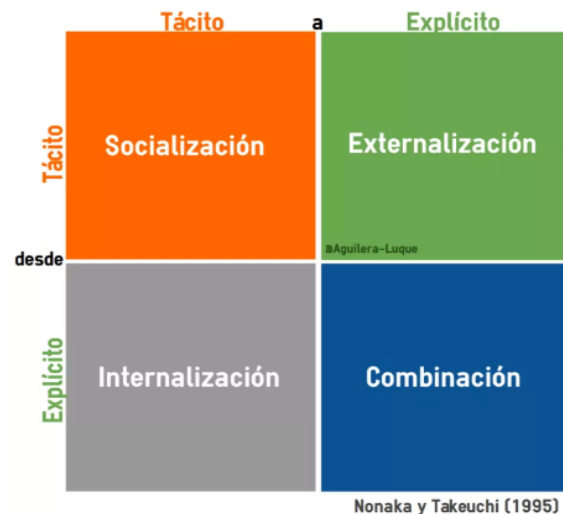 Tácito a Explícito
Tácito
Socialización
Externalización
@Aguilera-Luque
desde
Explícito
Internalización
Combinación
Nonaka y Takeuchi (1995)